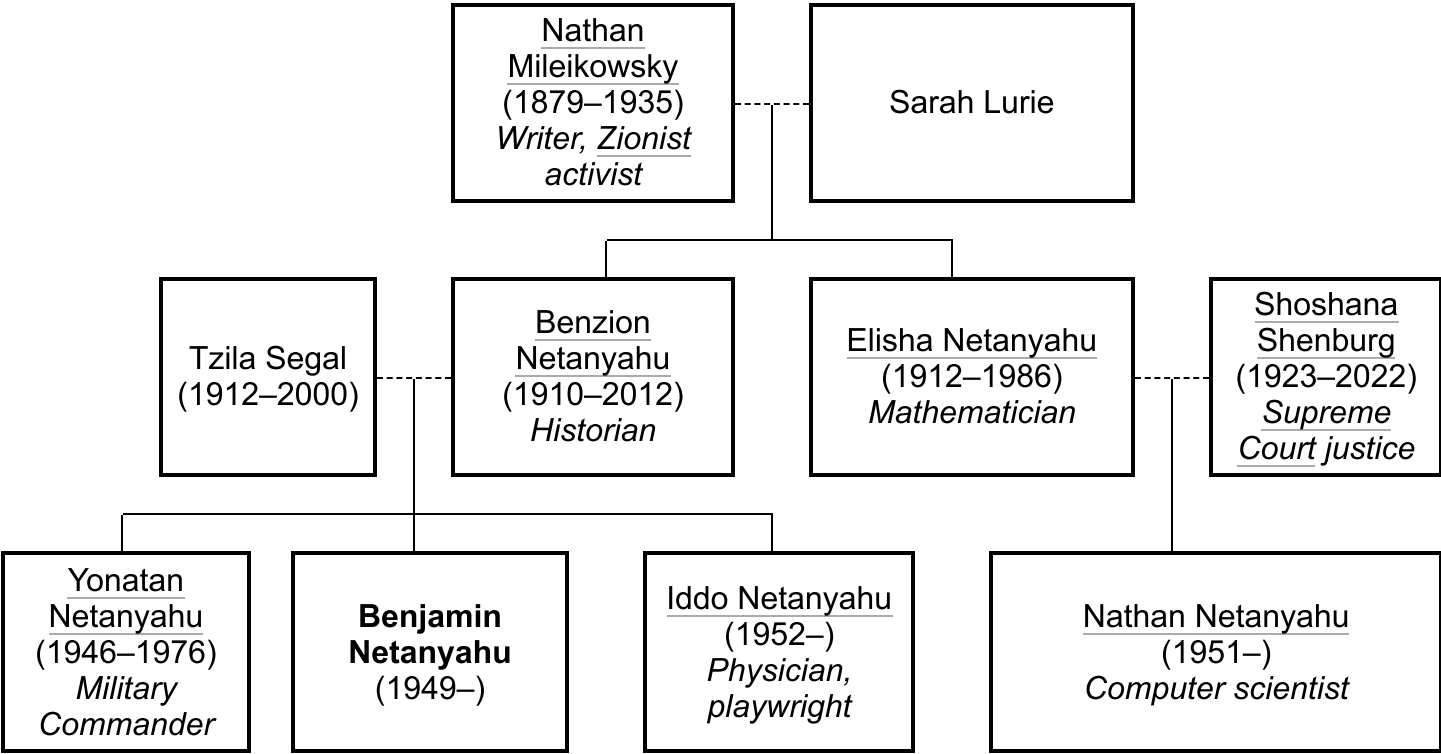 Nathan
Mileikowsky
(1879–1935)
Writer, Zionist
activist
Sarah Lurie
Tzila Segal
(1912–2000)
Benzion
Netanyahu
(1910–2012)
Historian
Elisha Netanyahu
(1912–1986)
Mathematician
Shoshana
Shenburg
(1923–2022)
Supreme
Court justice
Yonatan
Netanyahu
(1946–1976)
Military
Commander
Benjamin
Netanyahu
(1949–)
Iddo Netanyahu
(1952–)
Physician,
playwright
Nathan Netanyahu
(1951–)
Computer scientist